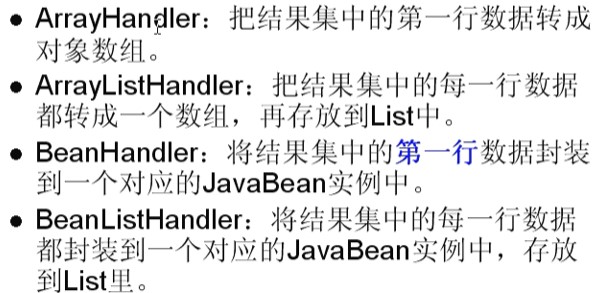 ● ArrayHandler：把结果集中的第一行数据转成
对象数组。
● ArrayListHandler：把结果集中的每一行数据
都转成一个数组，再存放到List中。
● BeanHandler：将结果集中的第一行数据封装
到一个对应的JavaBean实例中。
● BeanListHandler：将结果集中的每一行数据
都封装到一个对应的JavaBean实例中，存放
到List里。